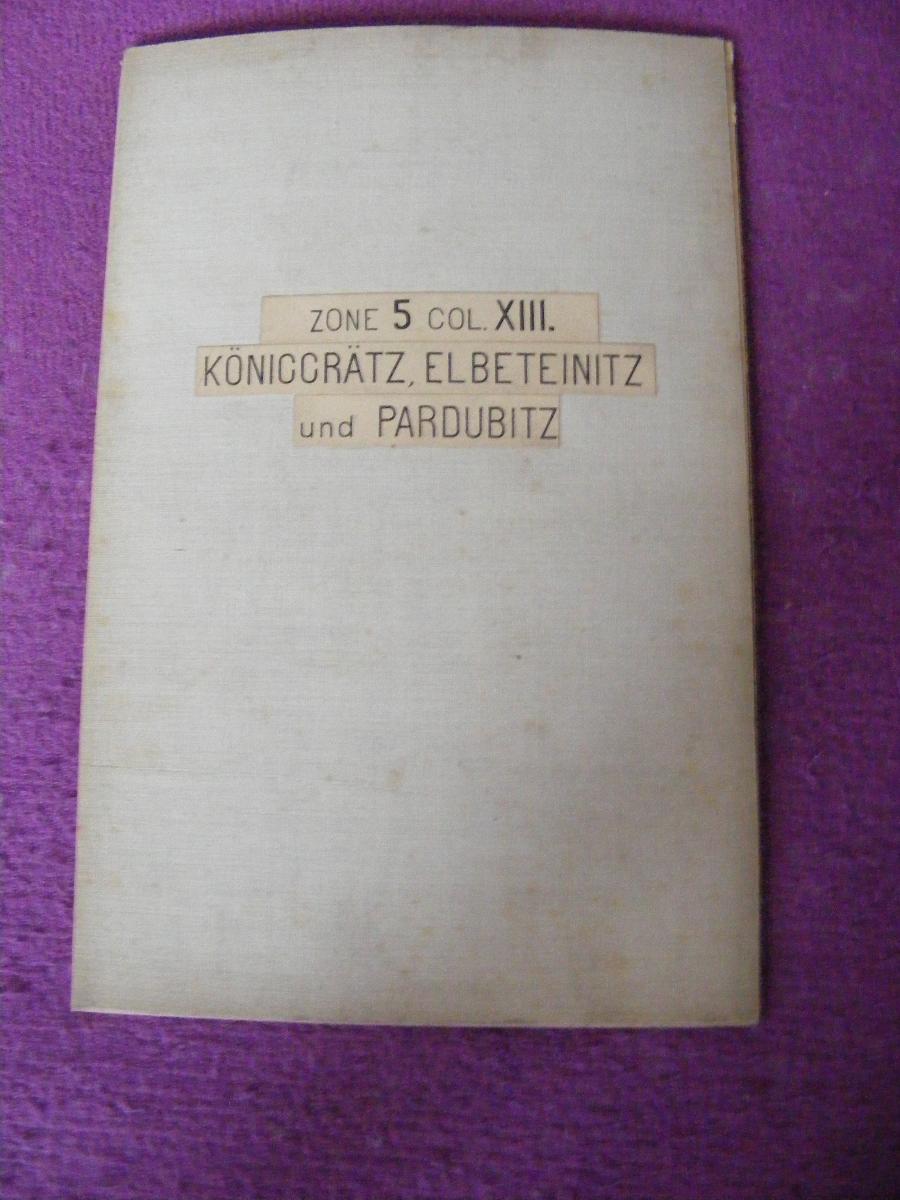 ZONE 5 COL. XIII.
KÖNIGGRÄTZ, ELBETEINITZ
und PARDUBITZ